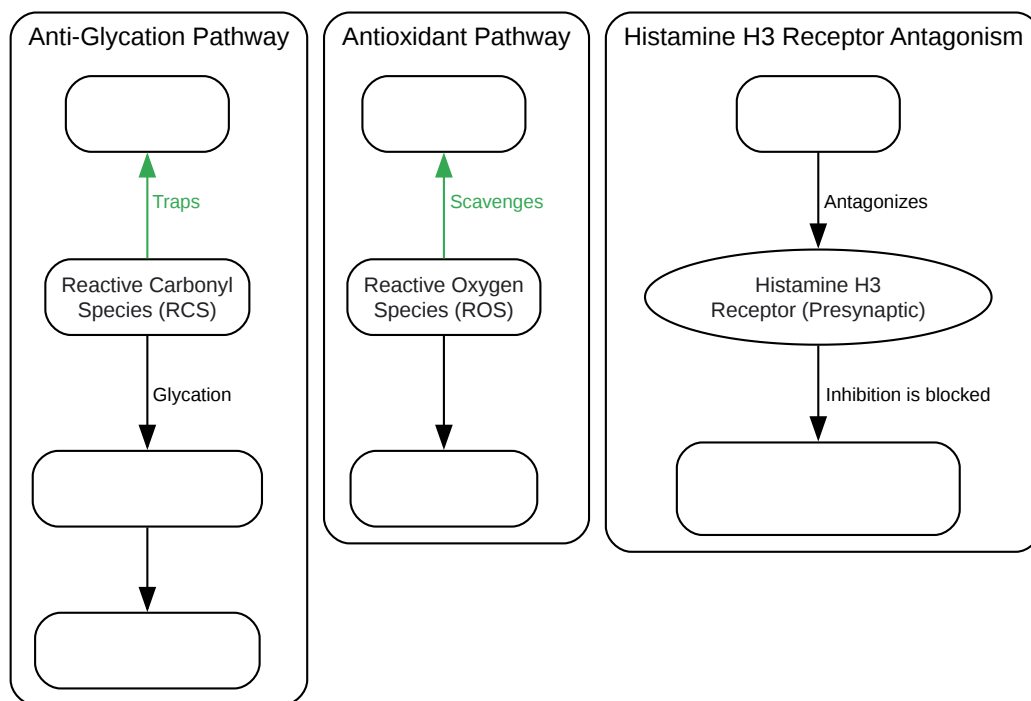 Anti-Glycation Pathway
Traps
Reactive Carbonyl
Species (RCS)
Glycation
Antioxidant Pathway
Scavenges
Reactive Oxygen
Species (ROS)
Histamine H3 Receptor Antagonism
Antagonizes
Histamine H3
Receptor (Presynaptic)
Inhibition is blocked